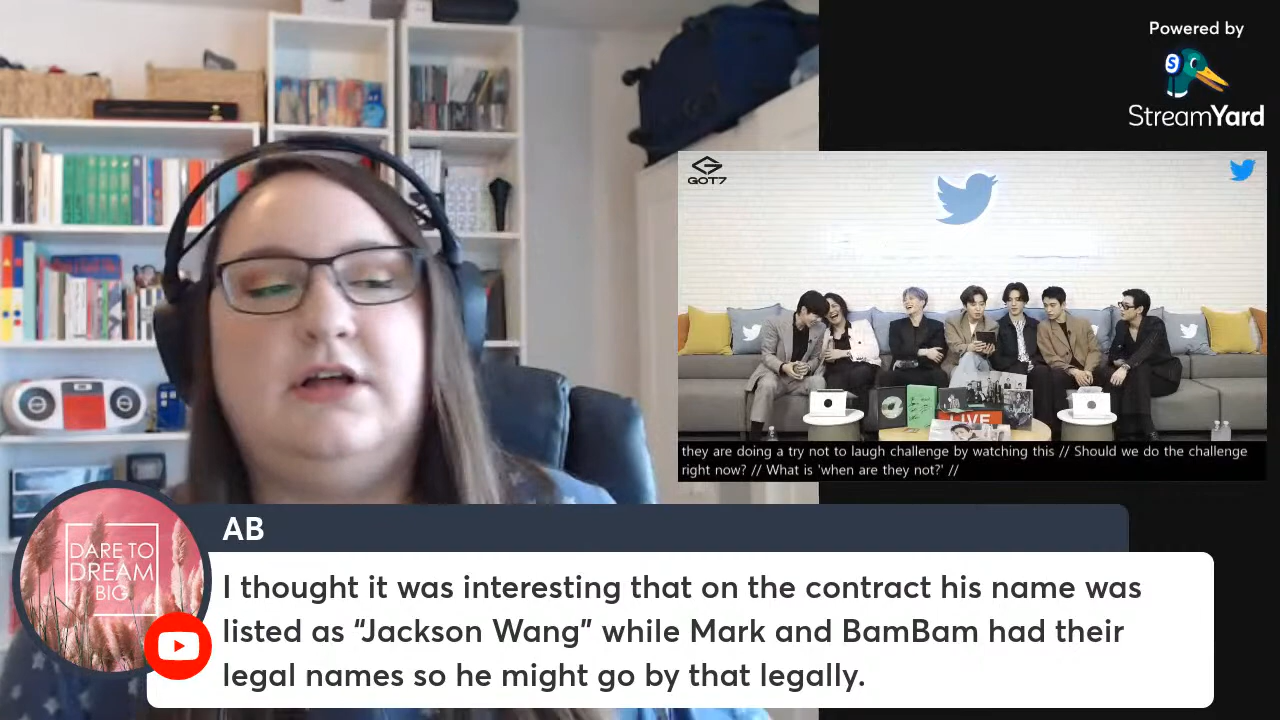 Powered by
StreamYard
GOT7
LIVE
they are doing a try not to laugh challenge by watching this // Should we do the challenge
right now? // What is 'when are they not?' //
AB
DARE TO
DREAM
BIG
I thought it was interesting that on the contract his name was
listed as “Jackson Wang” while Mark and BamBam had their
legal names so he might go by that legally.